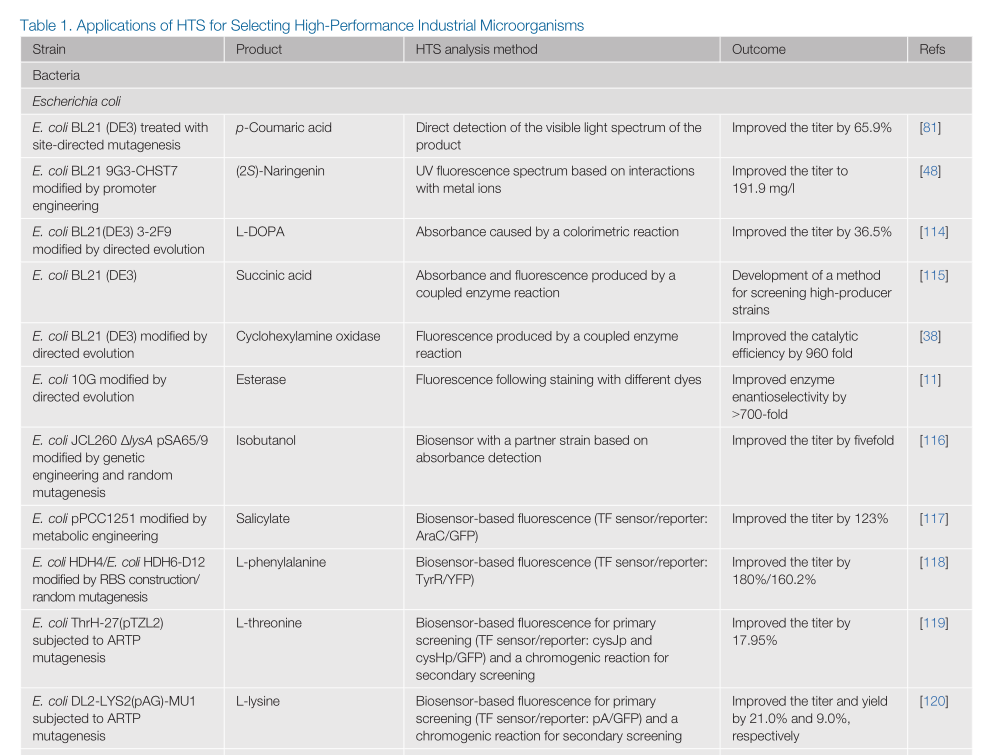 Table 1. Applications of HTS for Selecting High-Performance Industrial Microorganisms
Strain Product HTS analysis method Outcome Refs
Bacteria
Escherichia coli
E. coli BL21 (DE3) treated with p-Coumaric acid Direct detection of the visible light spectrum of the Improved the titer by 65.9% [81]
site-directed mutagenesis product
E. coli BL21 9G3-CHST7 (2S)-Naringenin UV fluorescence spectrum based on interactions Improved the titer to [48]
modified by promoter with metal ions 191.9 mg/l
engineering
E. coli BL21(DE3) 3-2F9 L-DOPA Absorbance caused by a colorimetric reaction Improved the titer by 36.5% [114]
modified by directed evolution
E. coli BL21 (DE3) Succinic acid Absorbance and fluorescence produced by a Development of a method [115]
coupled enzyme reaction for screening high-producer
strains
E. coli BL21 (DE3) modified by Cyclohexylamine oxidase Fluorescence produced by a coupled enzyme Improved the catalytic [38]
directed evolution reaction efficiency by 960 fold
E. coli 10G modified by Esterase Fluorescence following staining with different dyes Improved enzyme [11]
directed evolution enantioselectivity by
>700-fold
E. coli JCL260 ΔlysA pSA65/9 Isobutanol Biosensor with a partner strain based on Improved the titer by fivefold [116]
modified by genetic absorbance detection
engineering and random
mutagenesis
E. coli pPCC1251 modified by Salicylate Biosensor-based fluorescence (TF sensor/reporter: Improved the titer by 123% [117]
metabolic engineering AraC/GFP)
E. coli HDH4/E. coli HDH6-D12 L-phenylalanine Biosensor-based fluorescence (TF sensor/reporter: Improved the titer by [118]
modified by RBS construction/ TyrR/YFP) 180%/160.2%
random mutagenesis
E. coli ThrH-27(pTZL2) L-threonine Biosensor-based fluorescence for primary Improved the titer by [119]
subjected to ARTP screening (TF sensor/reporter: cysJp and 17.95%
mutagenesis cysHp/GFP) and a chromogenic reaction for
secondary screening
E. coli DL2-LYS2(pAG)-MU1 L-lysine Biosensor-based fluorescence for primary Improved the titer and yield [120]
subjected to ARTP screening (TF sensor/reporter: pA/GFP) and a by 21.0% and 9.0%,
mutagenesis chromogenic reaction for secondary screening respectively